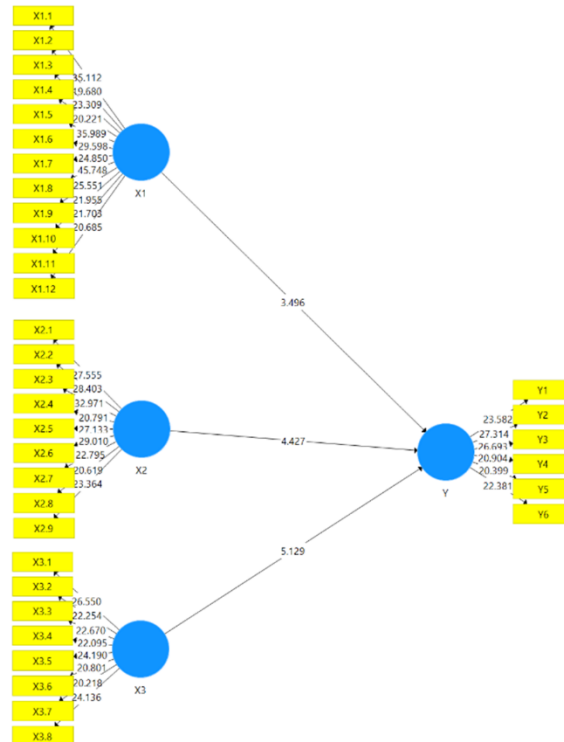 X1.1
X1.2
X1.3
X1.4
X1.5
X1.6
X1.7
X1.8
X1.9
X1.10
X1.11
X1.12
35.112
19.680
23.309
20.221
35.989
29.598
24.850
45.748
25.551
21.955
21.703
20.685
X1
3.496
X2.1
X2.2
X2.3
X2.4
X2.5
X2.6
X2.7
X2.8
X2.9
27.555
28.403
32.971
20.791
27.133
29.010
22.795
20.619
23.364
X2
4.427
X3.1
X3.2
X3.3
X3.4
X3.5
X3.6
X3.7
X3.8
26.550
22.254
22.670
22.095
24.190
20.801
20.218
24.136
X3
5.129
Y
23.582
27.314
26.693
20.904
20.399
22.381
Y1
Y2
Y3
Y4
Y5
Y6